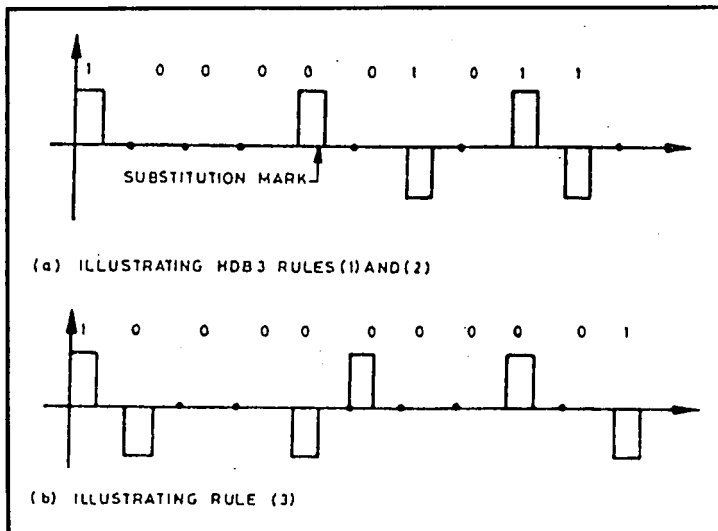 1 0 0 0 0 0 1 0 1 1
SUBSTITUTION MARK
(a) ILLUSTRATING HDB3 RULES(1)AND(2)
1 0 0 0 0 0 0 0 0 0 1
(b) ILLUSTRATING RULE (3)